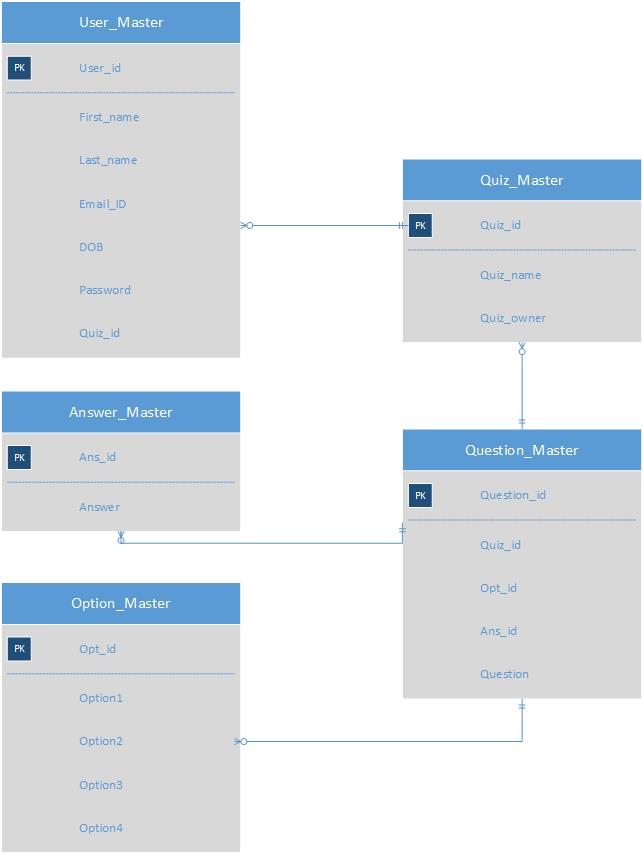 User_Master
PK User_id
First_name
Last_name
Email_ID
DOB
Password
Quiz_id
Quiz_Master
PK Quiz_id
Quiz_name
Quiz_owner
Answer_Master
PK Ans_id
Answer
Question_Master
PK Question_id
Quiz_id
Opt_id
Ans_id
Question
Option_Master
PK Opt_id
Option1
Option2
Option3
Option4